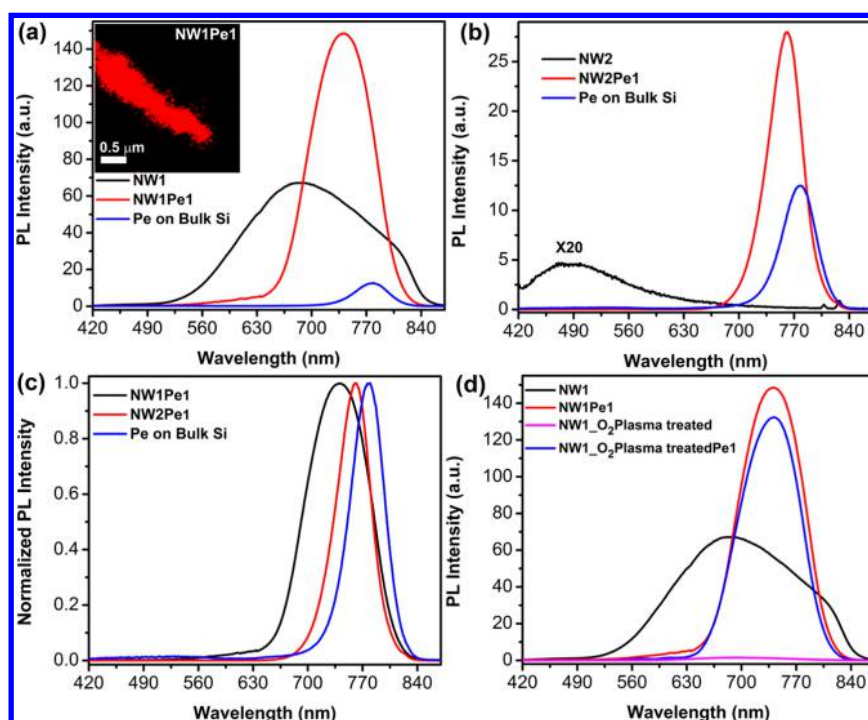 (a)
NW1Pe1
0.5 μm
NW1
NW1Pe1
Pe on Bulk Si
PL Intensity (a.u.)
140
120
100
80
60
40
20
0
420 490 560 630 700 770 840
Wavelength (nm)
(b)
NW2
NW2Pe1
Pe on Bulk Si
X20
PL Intensity (a.u.)
25
20
15
10
5
0
420 490 560 630 700 770 840
Wavelength (nm)
(c)
NW1Pe1
NW2Pe1
Pe on Bulk Si
Normalized PL Intensity
1.0
0.8
0.6
0.4
0.2
0.0
420 490 560 630 700 770 840
Wavelength (nm)
(d)
NW1
NW1Pe1
NW1_O2Plasma treated
NW1_O2Plasma treatedPe1
PL Intensity (a.u.)
140
120
100
80
60
40
20
0
420 490 560 630 700 770 840
Wavelength (nm)